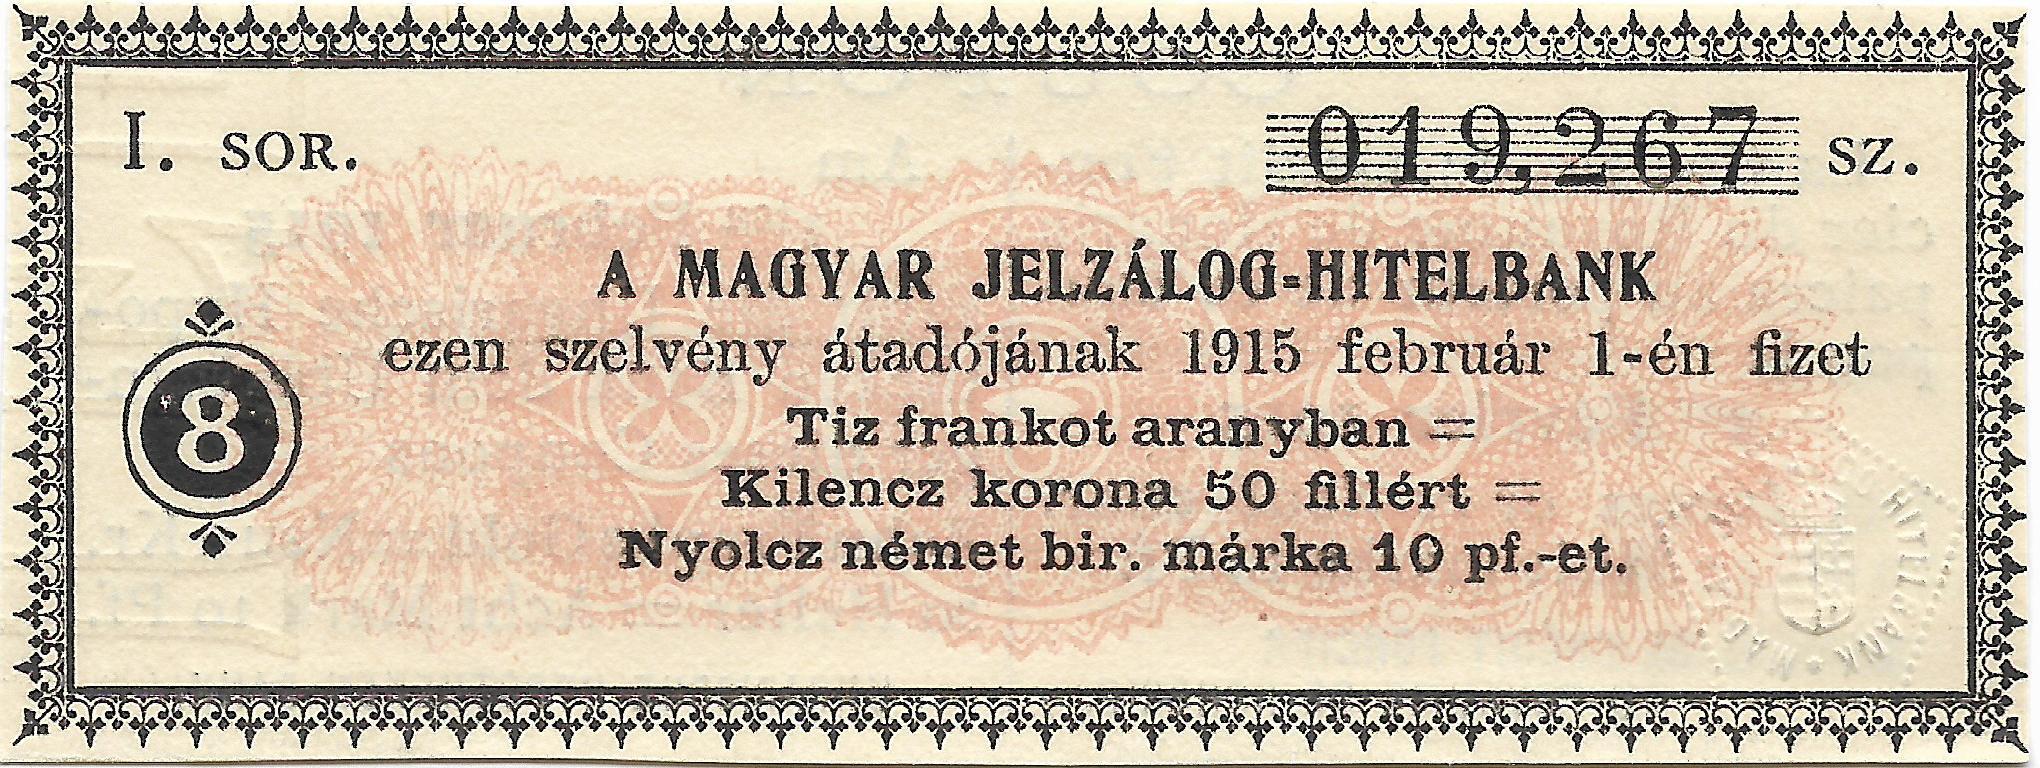 I. SOR.
019,267 SZ.
A MAGYAR JELZÁLOG=HITELBANK
ezen szelvény átadójának 1915 február 1-én fizet
8
Tiz frankot aranyban =
Kilencz korona 50 fillért =
Nyolcz német bir. márka 10 pf.-et.
HITELBANK